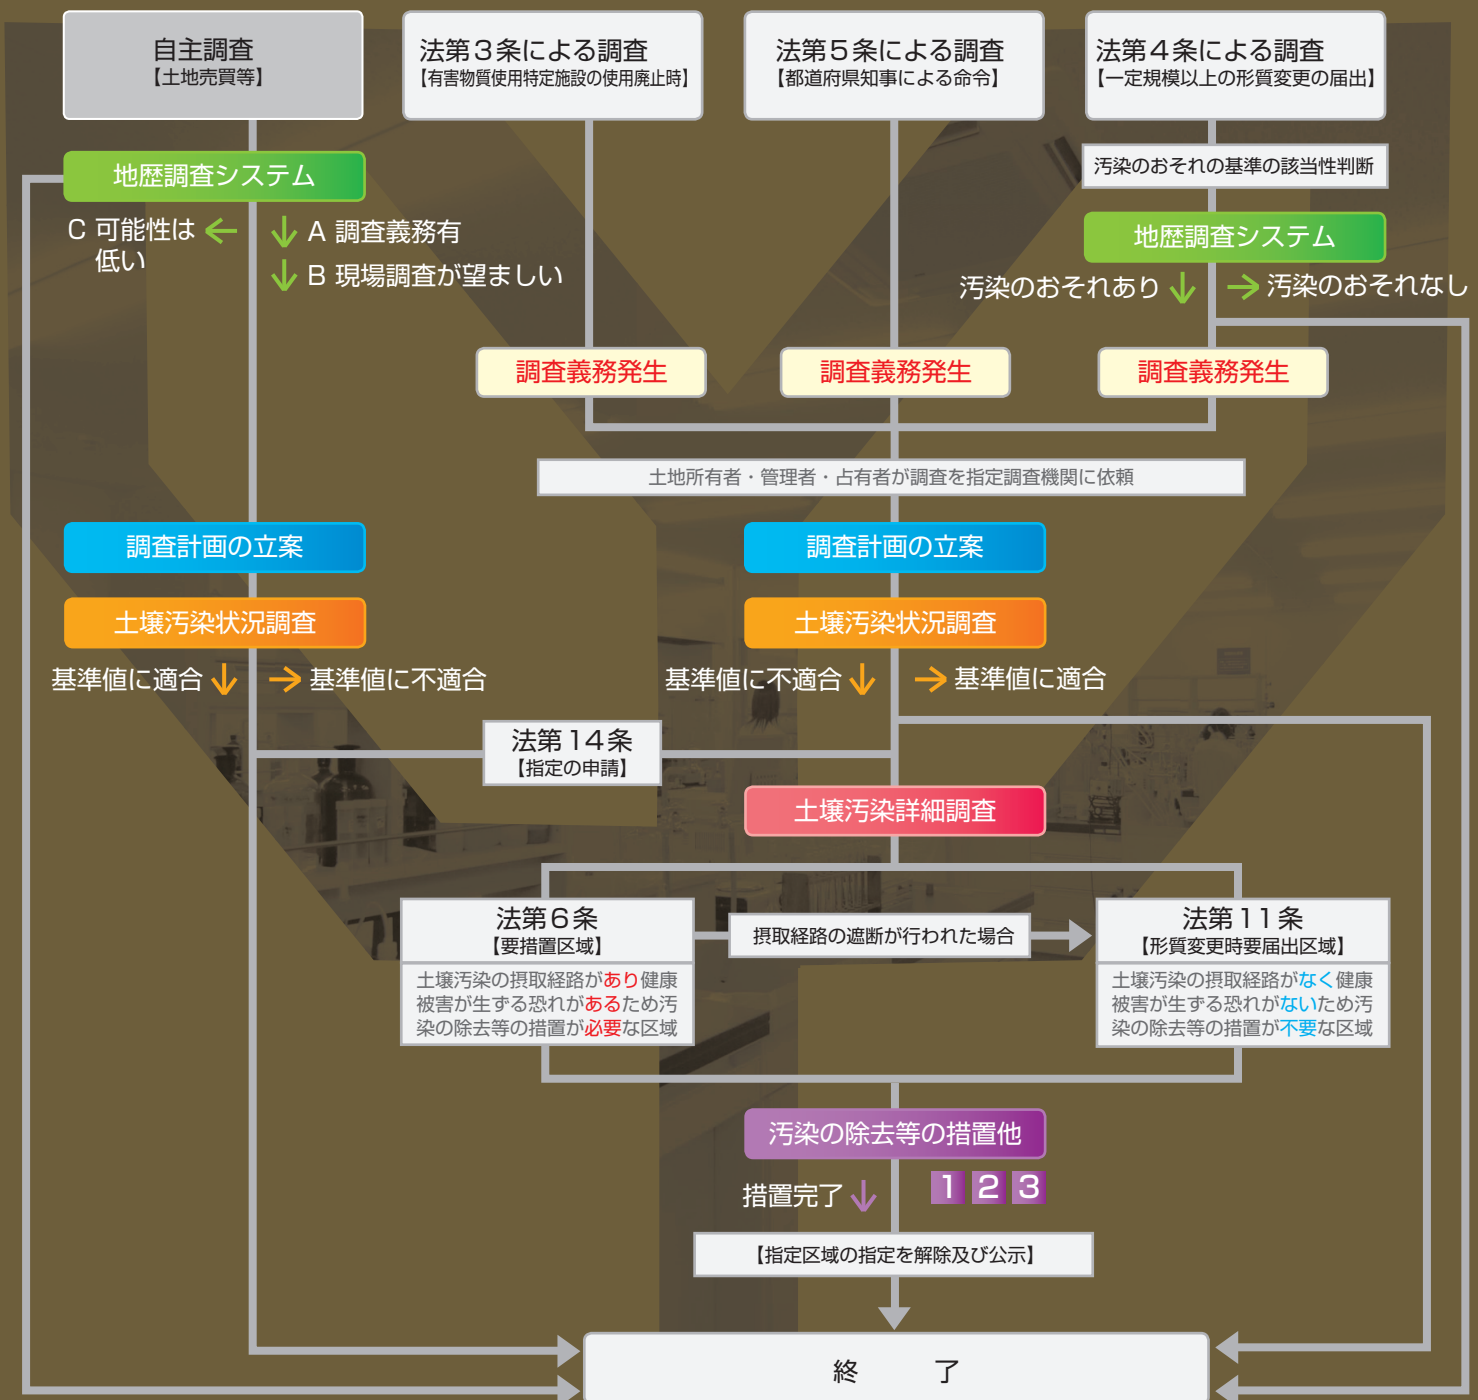 自主調査
【土地売買等】
法第3条による調査
【有害物質使用特定施設の使用廃止時】
法第5条による調査
【都道府県知事による命令】
法第4条による調査
【一定規模以上の形質変更の届出】
汚染のおそれの基準の該当性判断
地歴調査システム
C 可能性は
低い
A 調査義務有
B 現場調査が望ましい
地歴調査システム
汚染のおそれあり
汚染のおそれなし
調査義務発生
調査義務発生
調査義務発生
土地所有者・管理者・占有者が調査を指定調査機関に依頼
調査計画の立案
調査計画の立案
土壌汚染状況調査
土壌汚染状況調査
基準値に適合
基準値に不適合
基準値に不適合
基準値に適合
法第14条
【指定の申請】
土壌汚染詳細調査
法第6条
【要措置区域】
土壌汚染の摂取経路があり健康
被害が生ずる恐れがあるため汚
染の除去等の措置が必要な区域
摂取経路の遮断が行われた場合
法第11条
【形質変更時要届出区域】
土壌汚染の摂取経路がなく健康
被害が生ずる恐れがないため汚
染の除去等の措置が不要な区域
汚染の除去等の措置他
措置完了
1 2 3
【指定区域の指定を解除及び公示】
終 了